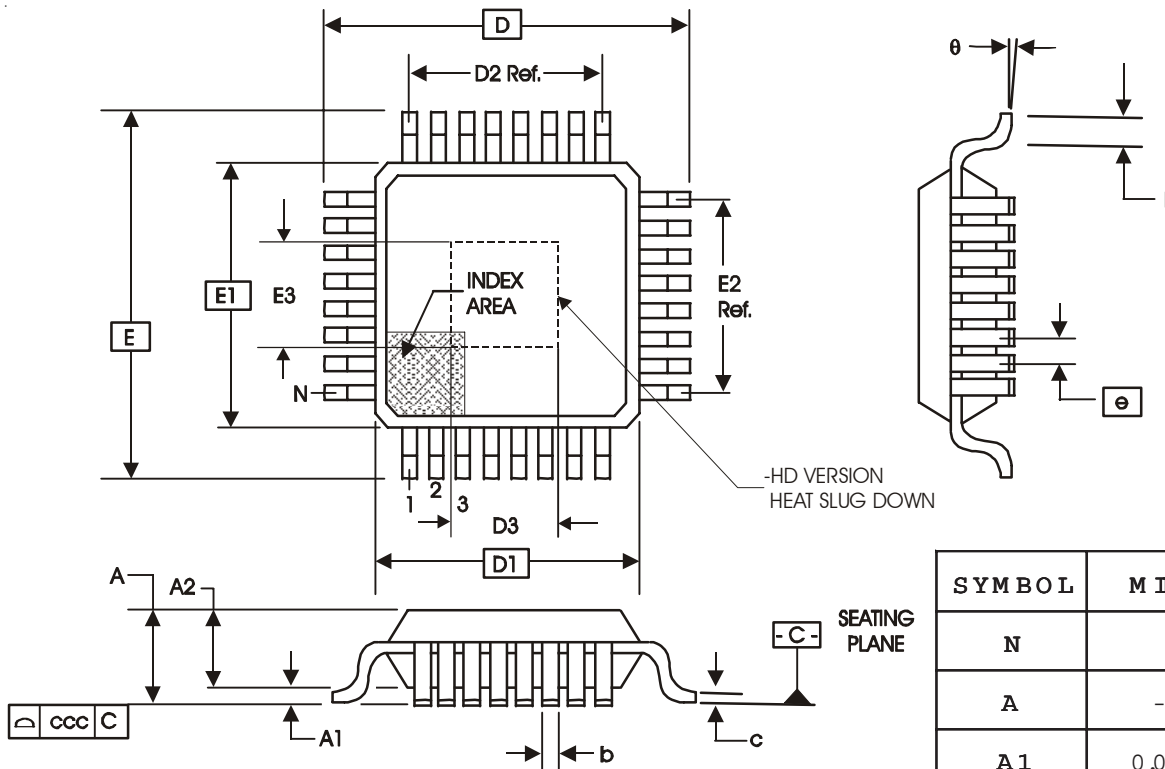 D
D2 Ref.
θ
E
E1
E3
INDEX
AREA
E2
Ref.
N
e
1
2
3
-HD VERSION
HEAT SLUG DOWN
D3
D1
A
A2
- C -
SEATING
PLANE
ccc C
A1
b
c
SYMBOL
N
A
-
A1